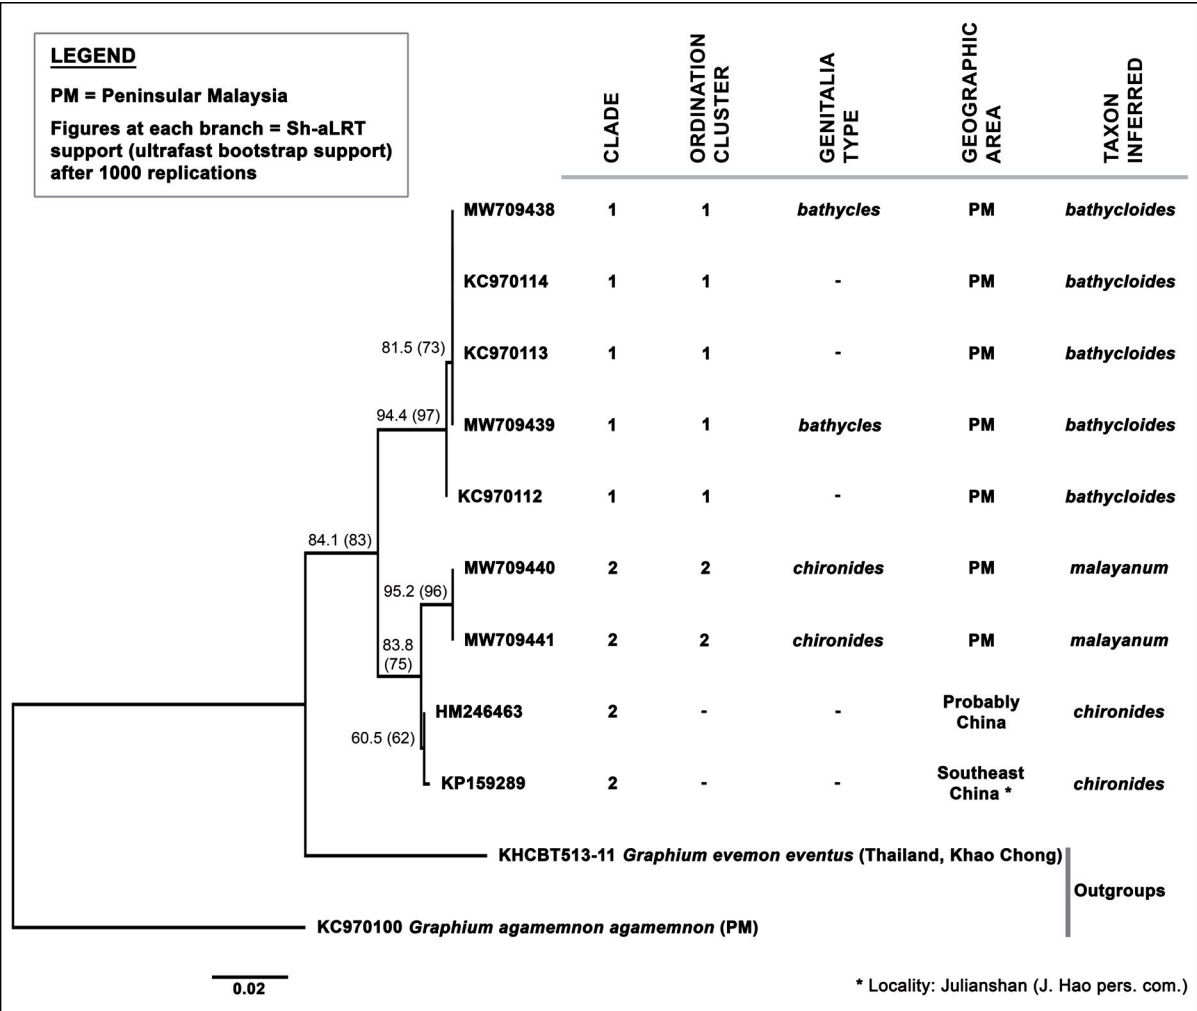 LEGEND
PM = Peninsular Malaysia
Figures at each branch = Sh-aLRT
support (ultrafast bootstrap support)
after 1000 replications
CLADE
ORDINATION
CLUSTER
GENITALIA
TYPE
GEOGRAPHIC
AREA
TAXON
INFERRED
MW709438 1 1 bathycles PM bathycloides
KC970114 1 1 - PM bathycloides
81.5 (73)
KC970113 1 1 - PM bathycloides
94.4 (97)
MW709439 1 1 bathycles PM bathycloides
KC970112 1 1 - PM bathycloides
84.1 (83)
MW709440 2 2 chironides PM malayanum
95.2 (96)
MW709441 2 2 chironides PM malayanum
83.8
(75)
HM246463 2 - - Probably
China chironides
60.5 (62)
KP159289 2 - - Southeast
China * chironides
KHCBT513-11 Graphium evemon eventus (Thailand, Khao Chong)
Outgroups
KC970100 Graphium agamemnon agamemnon (PM)
0.02
* Locality: Julianshan (J. Hao pers. com.)